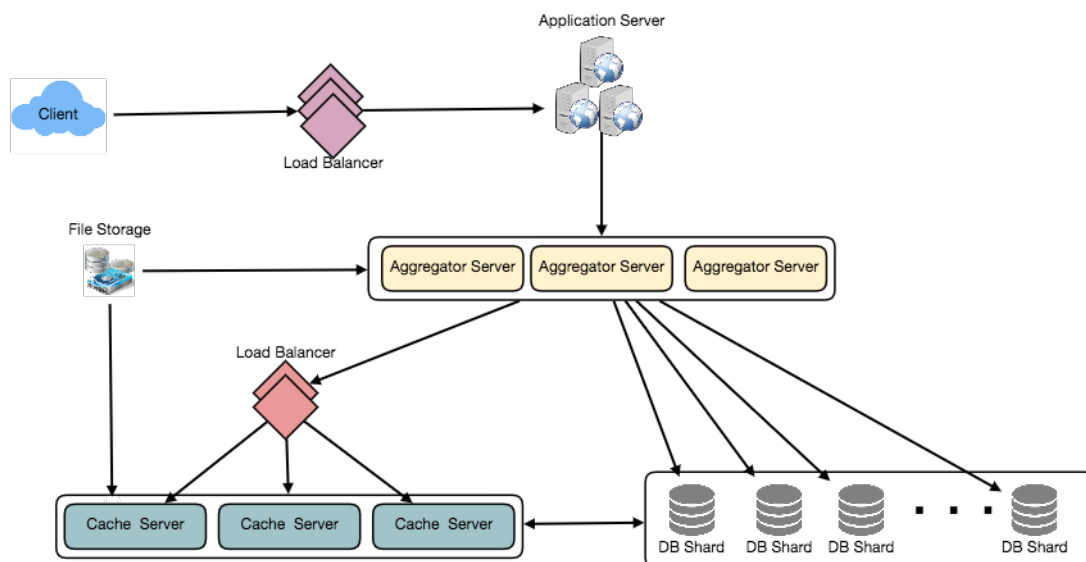 Application Server
Client
Load Balancer
File Storage
Aggregator Server
Aggregator Server
Aggregator Server
Load Balancer
Cache Server
Cache Server
Cache Server
DB Shard
DB Shard
DB Shard
DB Shard